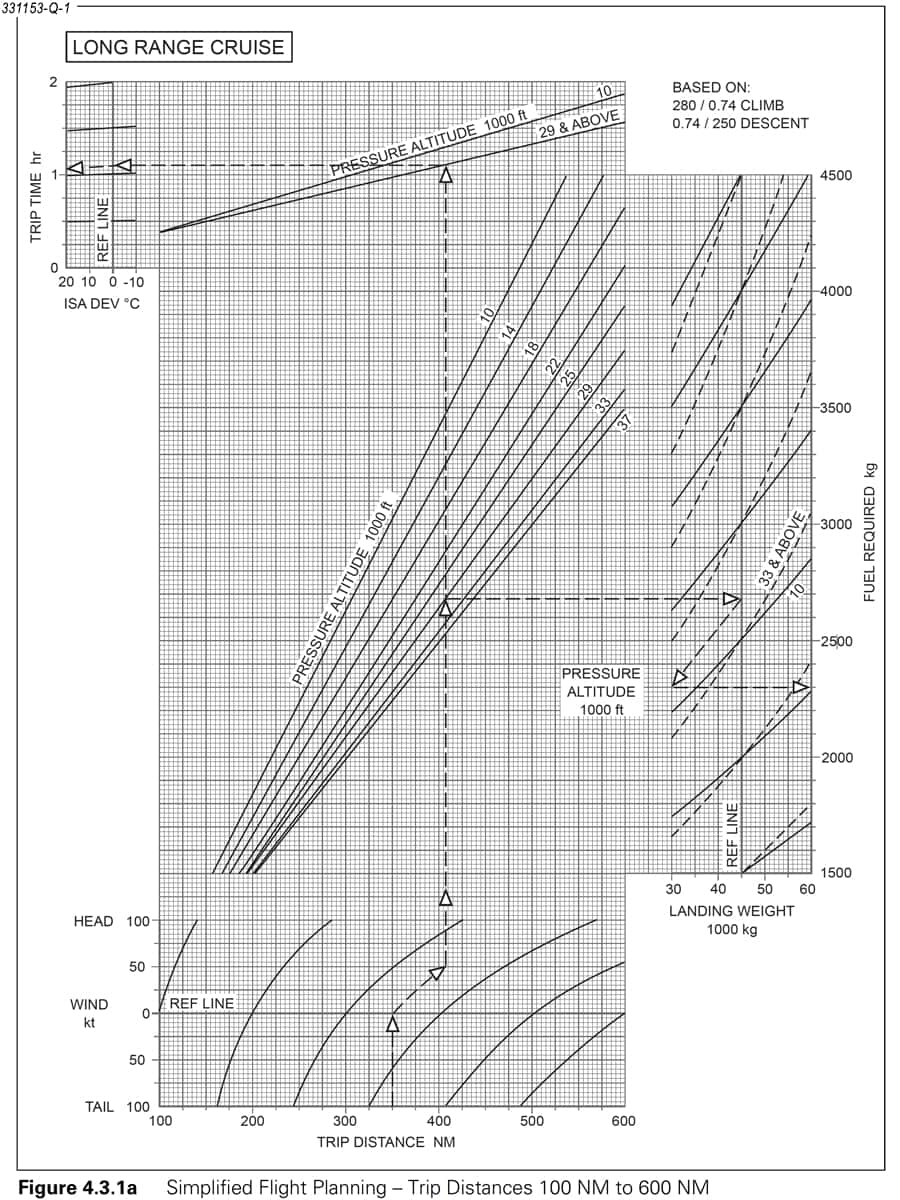 331153-Q-1
LONG RANGE CRUISE
BASED ON:
280 / 0.74 CLIMB
0.74 / 250 DESCENT
TRIP TIME hr
2
1
0
REF LINE
20 10 0 -10
ISA DEV °C
PRESSURE ALTITUDE 1000 ft
10
29 & ABOVE
PRESSURE ALTITUDE 1000 ft
10
14
18
22
25
29
33
37
4500
4000
3500
3000
2500
2000
1500
FUEL REQUIRED kg
33 & ABOVE
10
PRESSURE
ALTITUDE
1000 ft
REF LINE
30 40 50 60
LANDING WEIGHT
1000 kg
HEAD 100
50
WIND
kt
0
REF LINE
50
TAIL 100
100 200 300 400 500 600
TRIP DISTANCE NM
Figure 4.3.1a Simplified Flight Planning – Trip Distances 100 NM to 600 NM